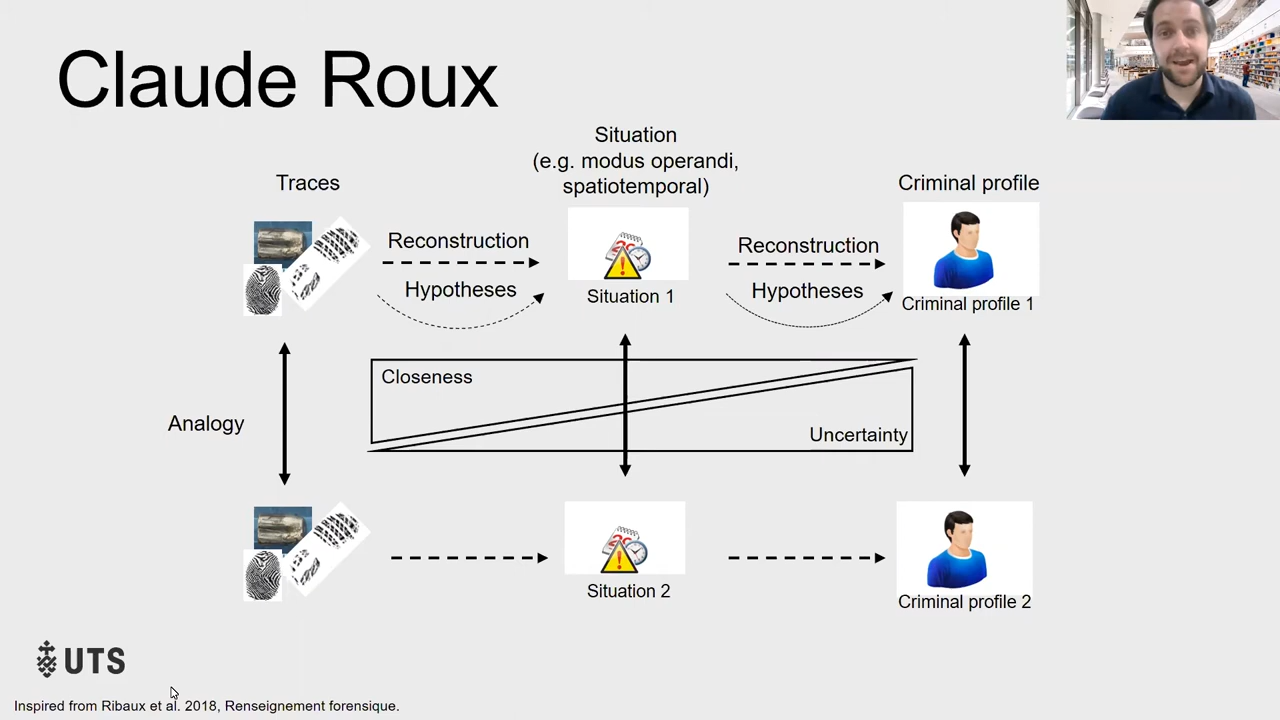 Claude Roux
Situation
(e.g. modus operandi,
spatiotemporal)
Traces
Criminal profile
Reconstruction
Hypotheses
Situation 1
Reconstruction
Hypotheses
Criminal profile 1
Closeness
Analogy
Uncertainty
Situation 2
Criminal profile 2
UTS
Inspired from Ribaux et al. 2018, Renseignement forensique.